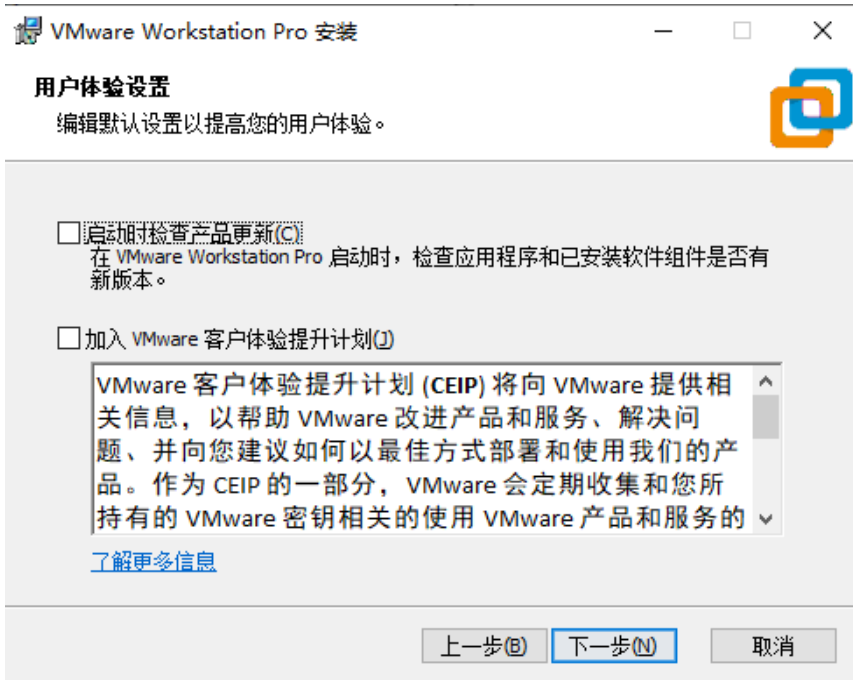 VMware Workstation Pro 安装
用户体验设置
编辑默认设置以提高您的用户体验。
启动时检查产品更新(C)
在 VMware Workstation Pro 启动时，检查应用程序和已安装软件组件是否有
新版本。
加入 VMware 客户体验提升计划(J)
VMware 客户体验提升计划 (CEIP) 将向 VMware 提供相
关信息，以帮助 VMware 改进产品和服务、解决问
题、并向您建议如何以最佳方式部署和使用我们的产
品。作为 CEIP 的一部分，VMware 会定期收集和您所
持有的 VMware 密钥相关的使用 VMware 产品和服务的
了解更多信息
上一步(B) 下一步(N) 取消